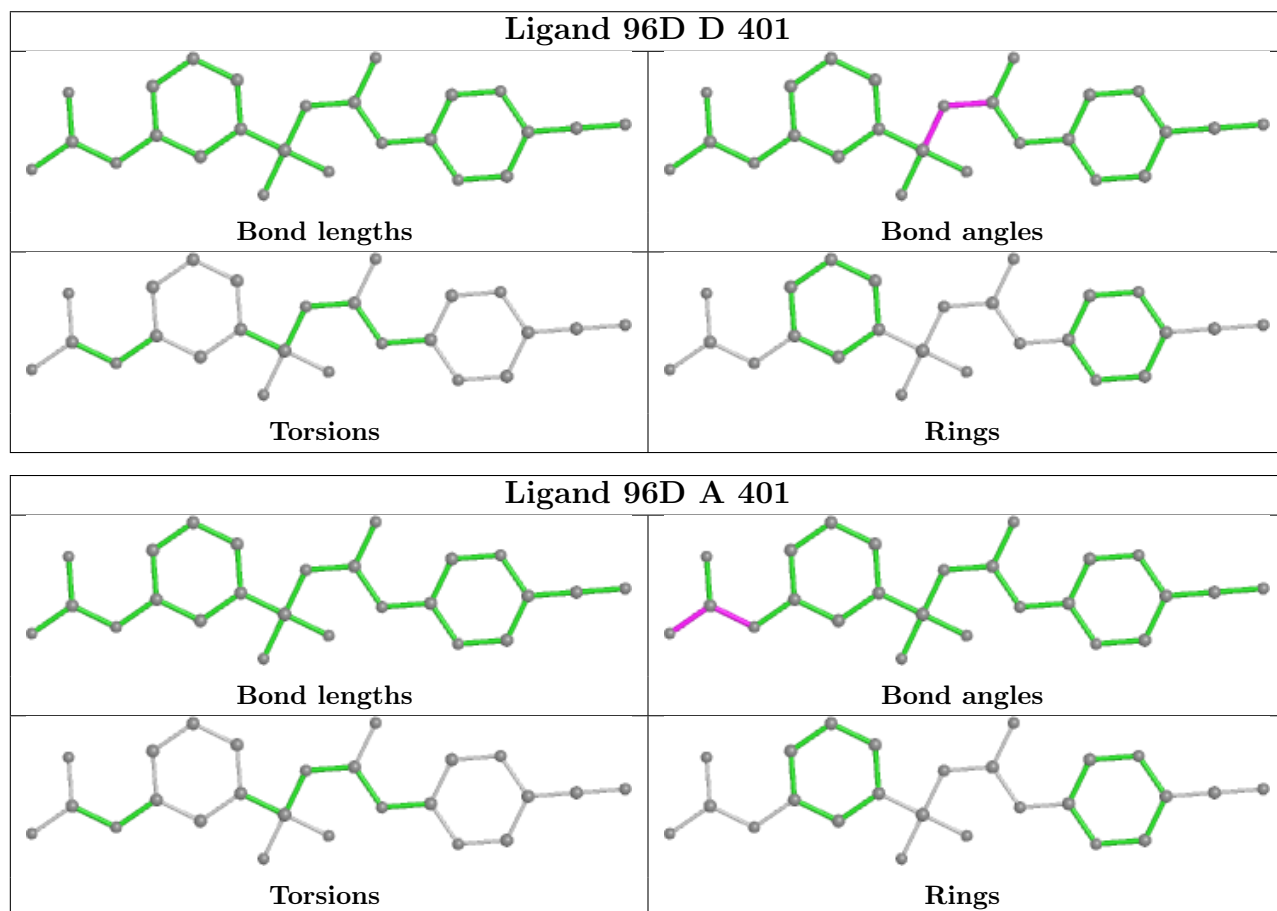 Ligand 96D D 401
Bond lengths
Bond angles
Torsions
Rings
Ligand 96D A 401
Bond lengths
Bond angles
Torsions
Rings